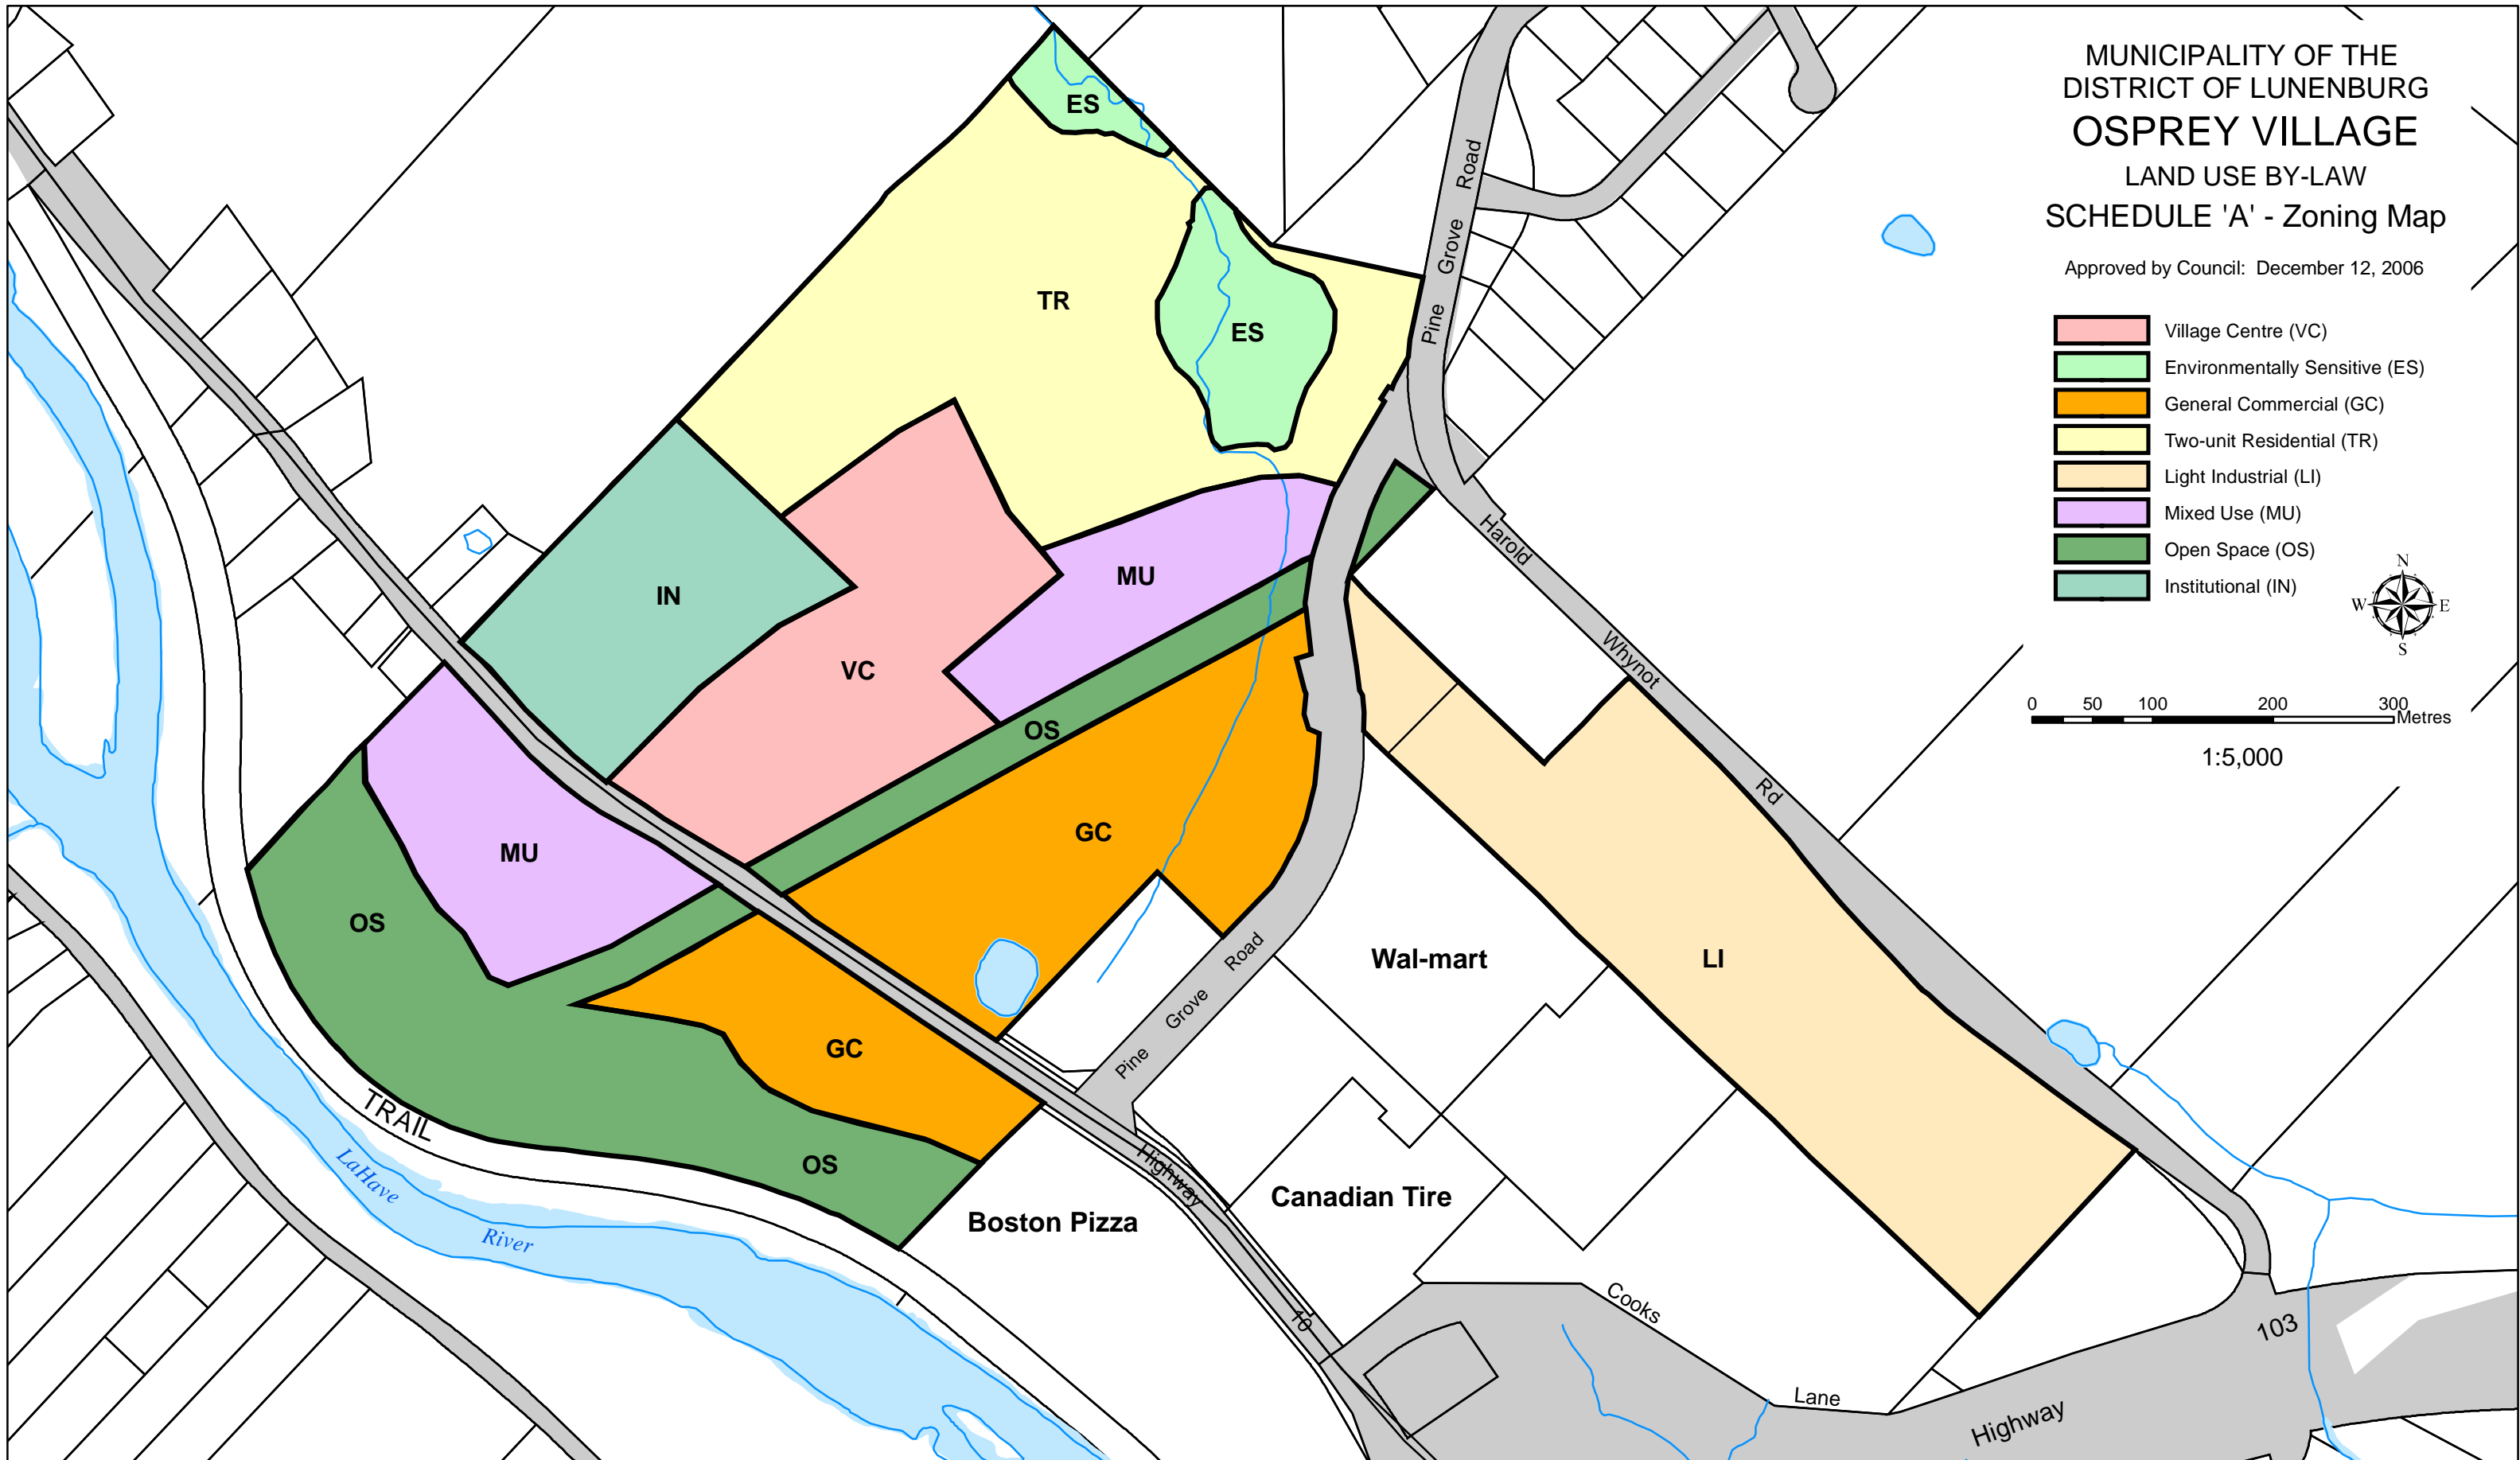 MUNICIPALITY OF THE
DISTRICT OF LUNENBURG
OSPREY VILLAGE
LAND USE BY-LAW
SCHEDULE 'A' - Zoning Map
Approved by Council: December 12, 2006
Village Centre (VC)
Environmentally Sensitive (ES)
General Commercial (GC)
Two-unit Residential (TR)
Light Industrial (LI)
Mixed Use (MU)
Open Space (OS)
Institutional (IN)
N
W E
S
0 50 100 200 300
Metres
1:5,000
ES
TR
ES
Pine Grove Road
Harold Whynot Rd
IN
MU
VC
OS
MU
GC
OS
Wal-mart
LI
Pine Grove Road
GC
TRAIL
OS
LaHave River
Boston Pizza
Canadian Tire
Highway 10
Cooks Lane
Highway 103